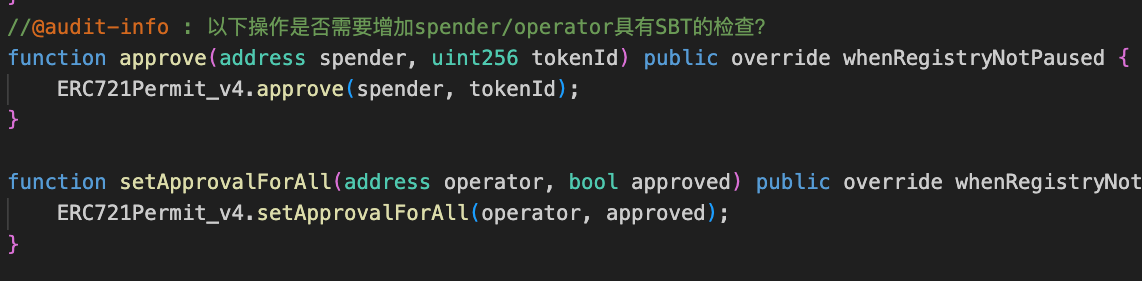 }
//@audit-info : 以下操作是否需要增加spender/operator具有SBT的检查?
function approve(address spender, uint256 tokenId) public override whenRegistryNotPaused {
    ERC721Permit_v4.approve(spender, tokenId);
}
function setApprovalForAll(address operator, bool approved) public override whenRegistryNot
    ERC721Permit_v4.setApprovalForAll(operator, approved);
}